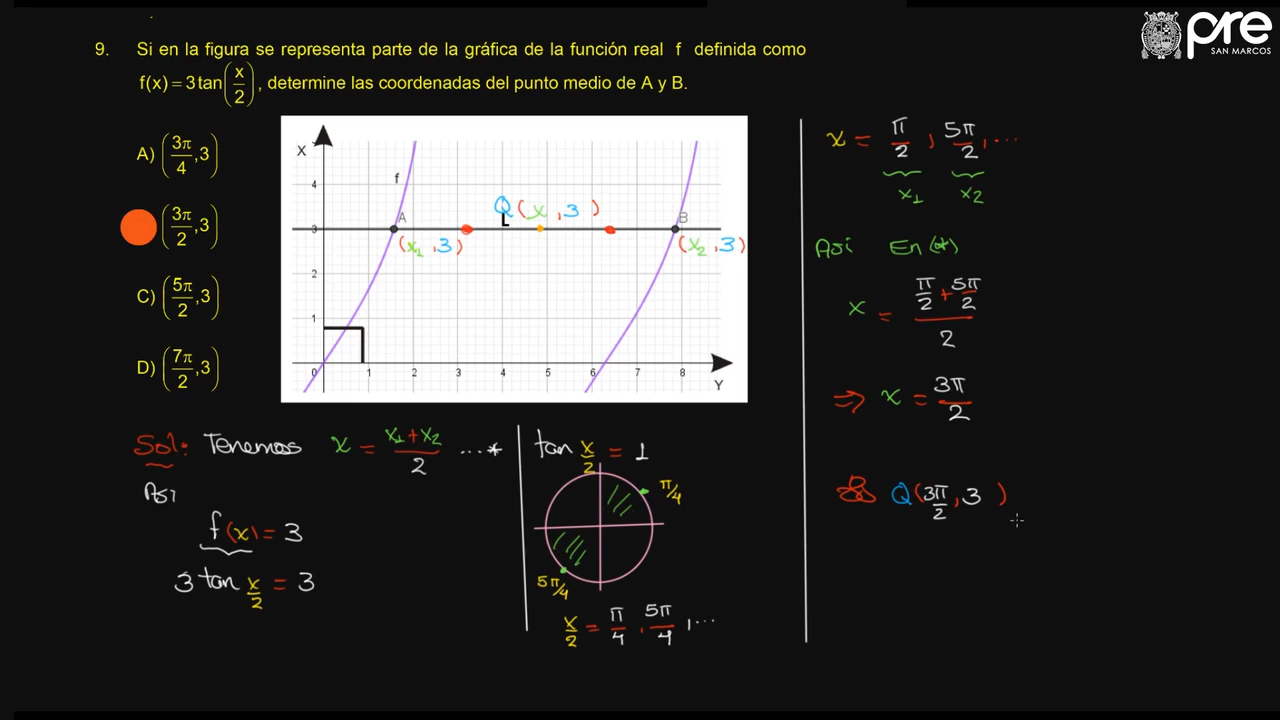 pre
SAN MARCOS
9. Si en la figura se representa parte de la gráfica de la función real f definida como
f(x) = 3 tan(x/2), determine las coordenadas del punto medio de A y B.
A) (3π/4, 3)
(3π/2, 3)
C) (5π/2, 3)
D) (7π/2, 3)
X
4
f
Q(x, 3)
L
A
B
3
(x₁, 3)
(x₂, 3)
2
1
0 1 2 3 4 5 6 7 8
Y
Sol: Tenemos x = (x₁ + x₂)/2 ...*
Asi
f(x) = 3
3 tan x/2 = 3
tan x/2 = 1
π/4
5π/4
x/2 = π/4, 5π/4, ...
x = π/2, 5π/2, ...
x₁ x₂
Asi En (*)
x = (π/2 + 5π/2)/2
⇒ x = 3π/2
Q(3π/2, 3)